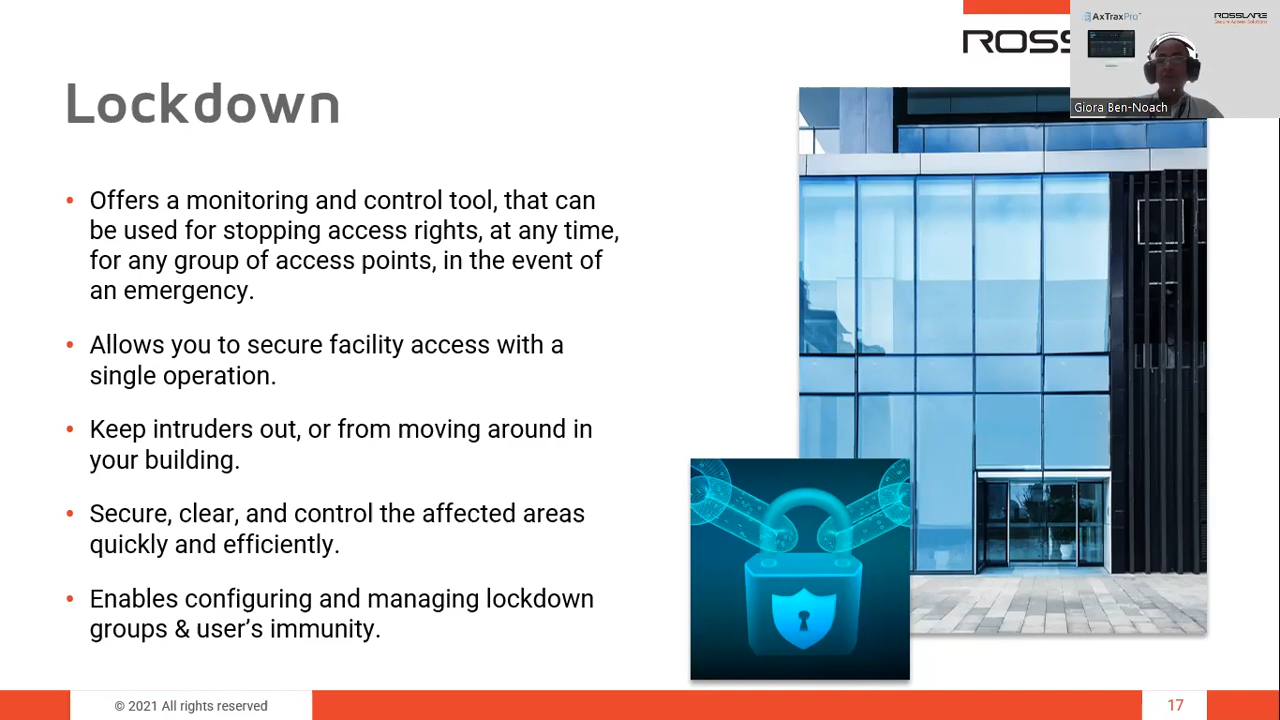 AxTraxPro™
ROSSLARE
ROSS
Giora Ben-Noach
Lockdown
• Offers a monitoring and control tool, that can
be used for stopping access rights, at any time,
for any group of access points, in the event of
an emergency.
• Allows you to secure facility access with a
single operation.
• Keep intruders out, or from moving around in
your building.
• Secure, clear, and control the affected areas
quickly and efficiently.
• Enables configuring and managing lockdown
groups & user’s immunity.
© 2021 All rights reserved
17